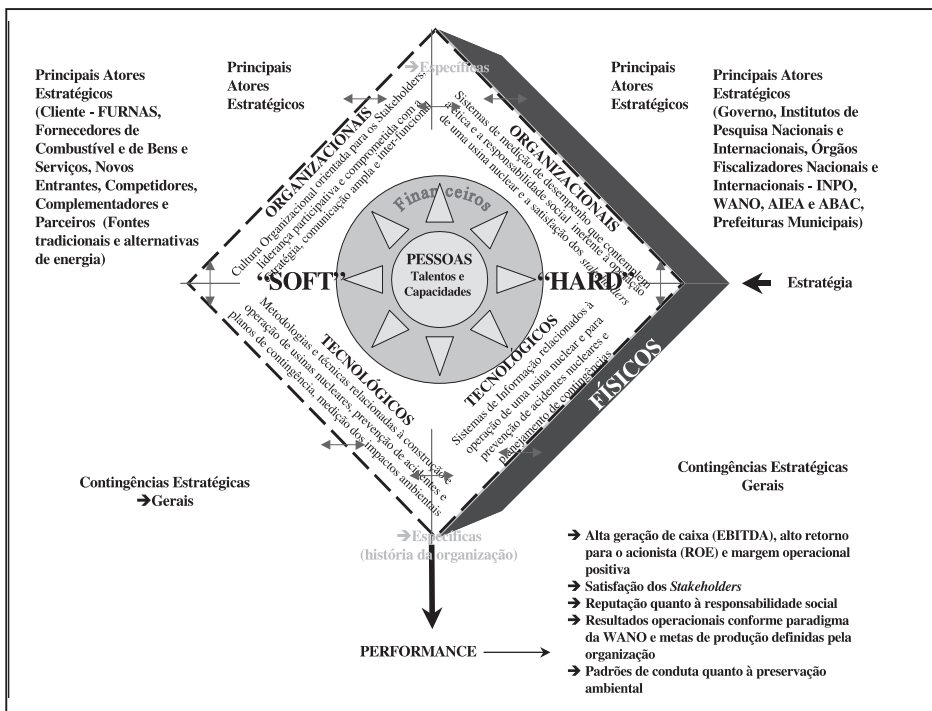 Principais Atores
Estratégicos
(Cliente - FURNAS,
Fornecedores de
Combustível e de Bens e
Serviços, Novos
Entrantes, Competidores,
Complementadores e
Parceiros (Fontes
tradicionais e alternativas
de energia)
Principais
Atores
Estratégicos
➔Específicas
Principais
Atores
Estratégicos
Principais Atores
Estratégicos
(Governo, Institutos de
Pesquisa Nacionais e
Internacionais, Órgãos
Fiscalizadores Nacionais e
Internacionais - INPO,
WANO, AIEA e ABAC,
Prefeituras Municipais)
ORGANIZACIONAIS
Cultura Organizacional orientada para os Stakeholders,
liderança participativa e comprometida com a
estratégia, comunicação ampla e inter-funcional
ORGANIZACIONAIS
Sistemas de medição de desempenho que contemplem
a ética e a responsabilidade social inerente à operação
de uma usina nuclear e a satisfação dos stakeholders
Financeiros
PESSOAS
Talentos e
Capacidades
“SOFT”
“HARD”
Estratégia
TECNOLÓGICOS
Metodologias e técnicas relacionadas à construção e
operação de usinas nucleares, prevenção de acidentes e
planos de contingência, medição dos impactos ambientais
TECNOLÓGICOS
Sistemas de Informação relacionados à
operação de uma usina nuclear e para
prevenção de acidentes nucleares e
planejamento de contingências
FÍSICOS
Contingências Estratégicas
➔Gerais
Contingências Estratégicas
Gerais
➔Específicas
(história da organização)
PERFORMANCE
➔ Alta geração de caixa (EBITDA), alto retorno
para o acionista (ROE) e margem operacional
positiva
➔ Satisfação dos Stakeholders
➔ Reputação quanto à responsabilidade social
➔ Resultados operacionais conforme paradigma
da WANO e metas de produção definidas pela
organização
➔ Padrões de conduta quanto à preservação
ambiental